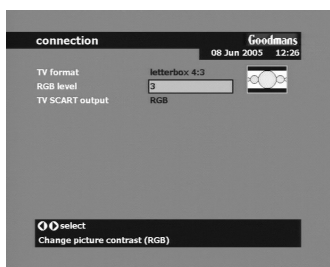 connection
Goodmans
08 Jun 2005 12:26
TV format letterbox 4:3
RGB level 3
TV SCART output RGB
select
Change picture contrast (RGB)